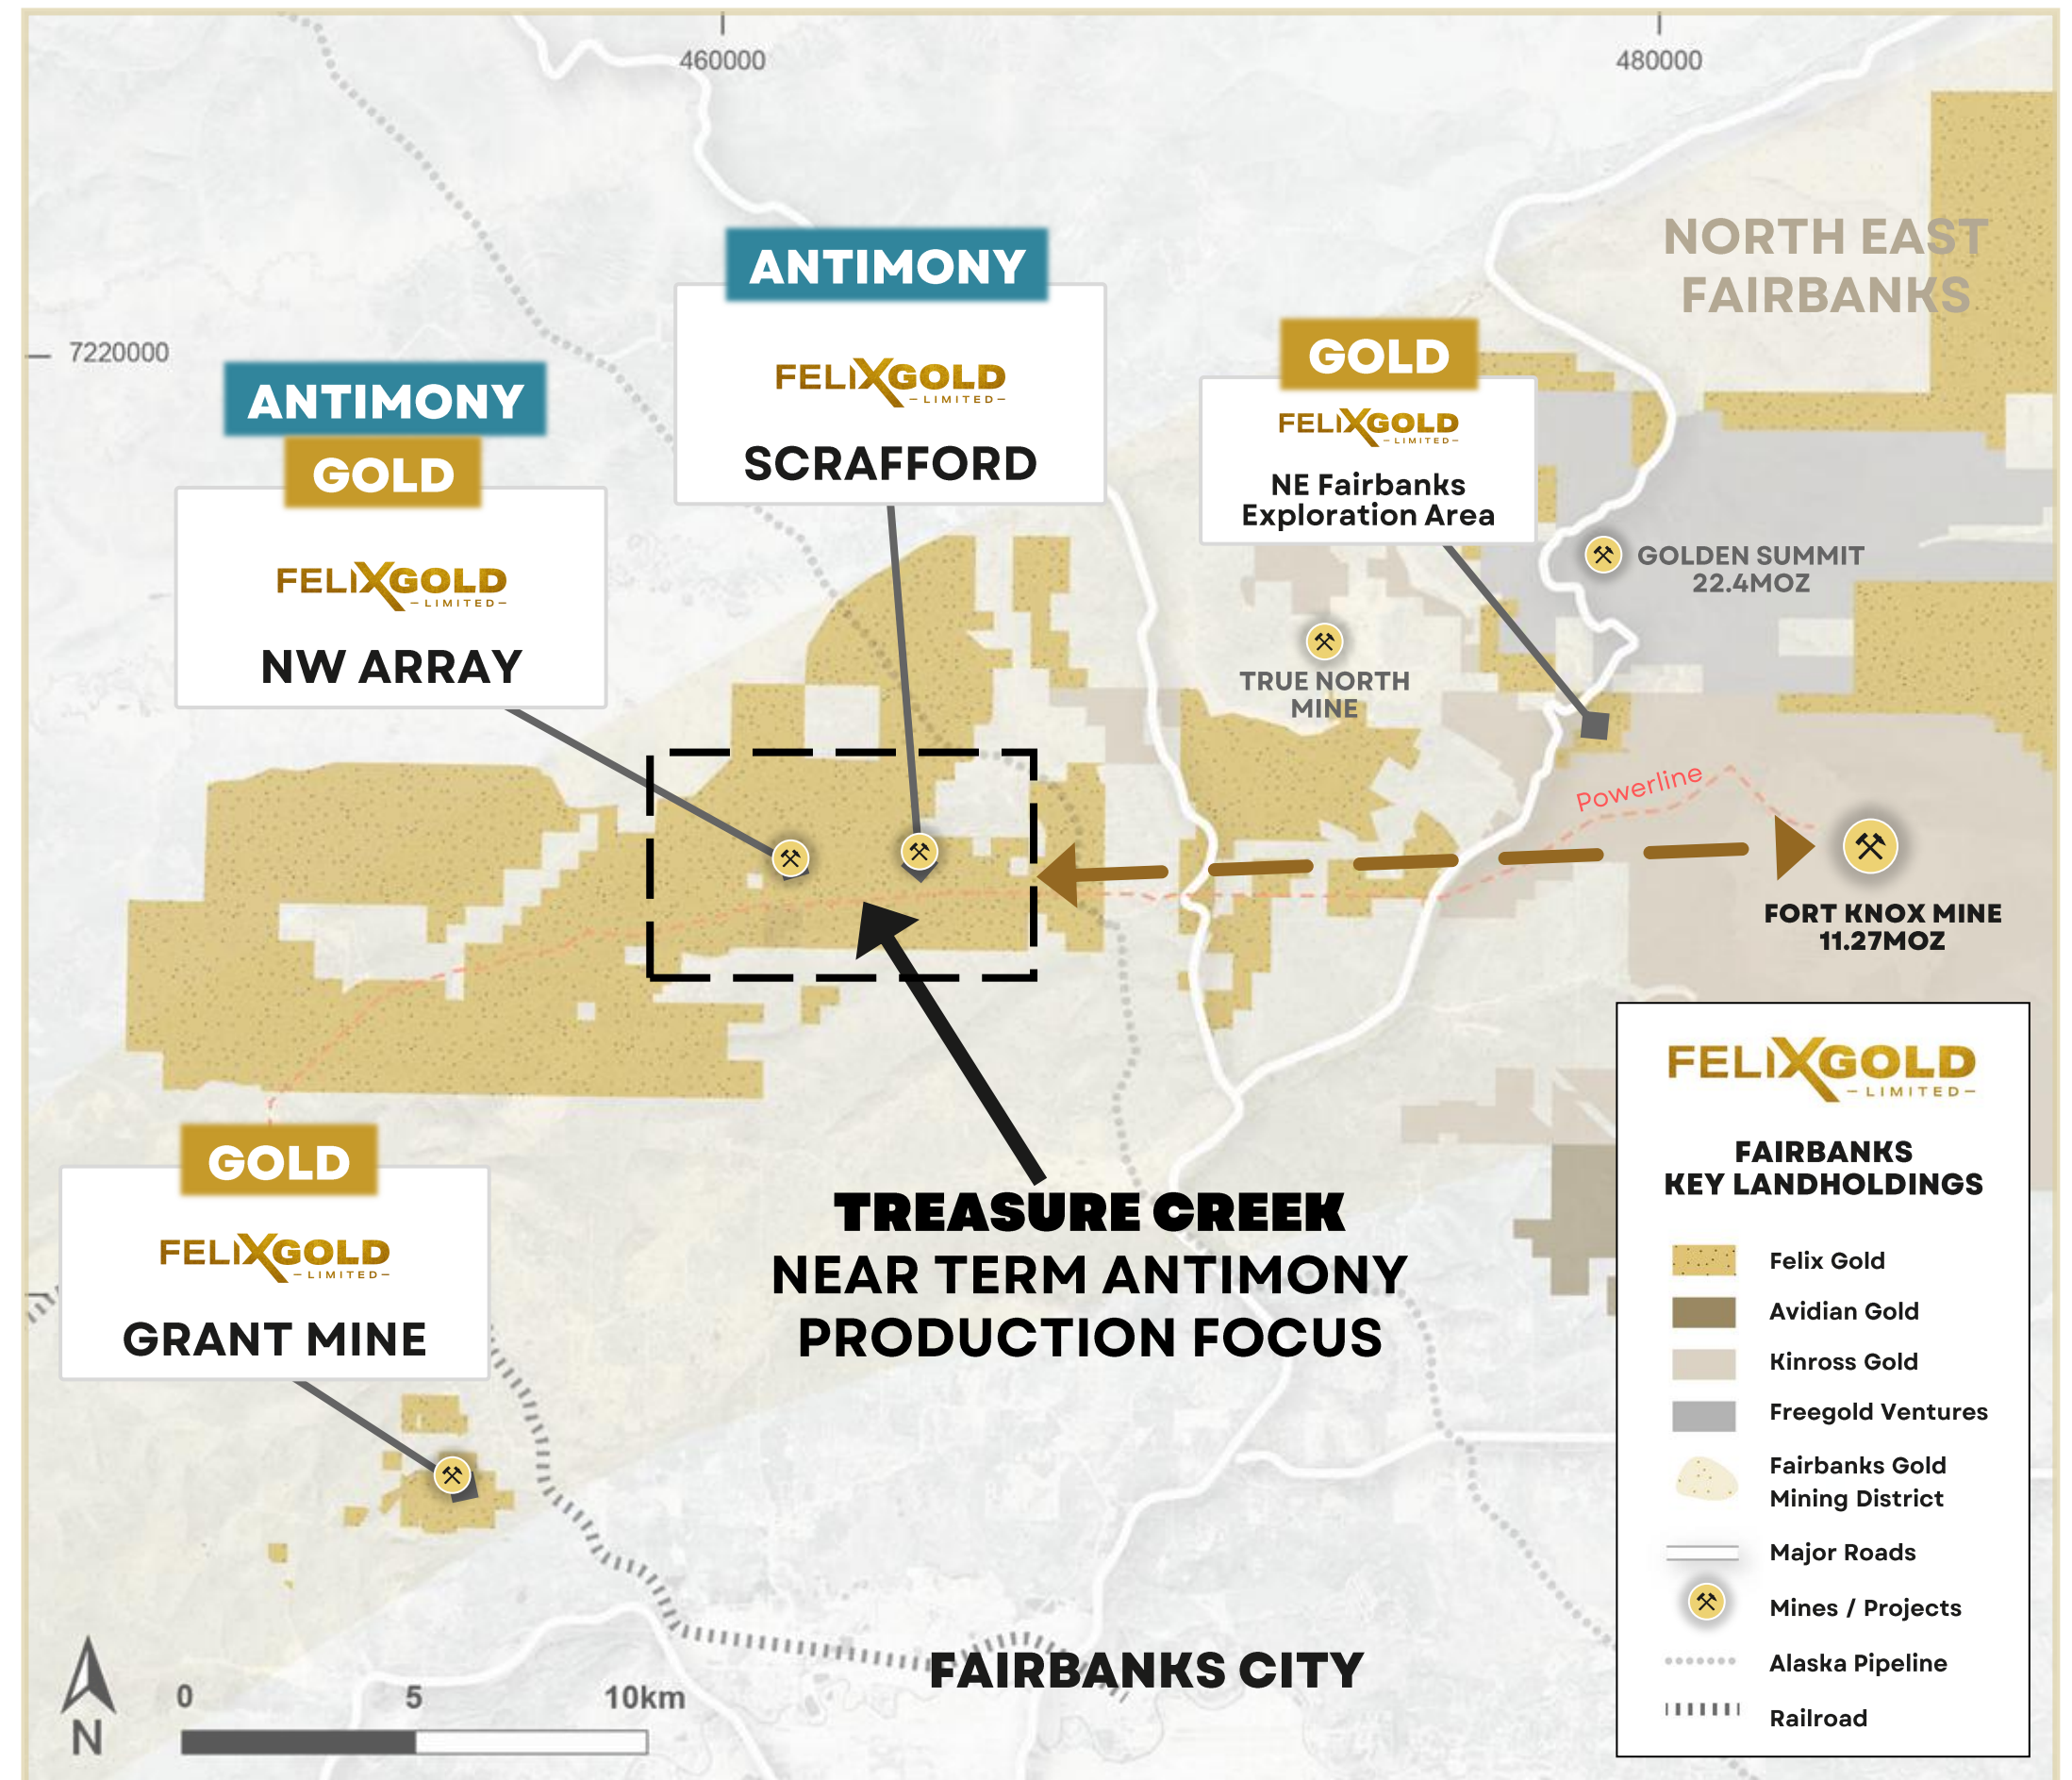 460000
480000
NORTH EAST
FAIRBANKS
7220000
ANTIMONY
FELIXGOLD
-LIMITED-
SCRAFFORD
GOLD
FELIXGOLD
-LIMITED-
NE Fairbanks
Exploration Area
ANTIMONY
GOLD
FELIXGOLD
-LIMITED-
NW ARRAY
GOLDEN SUMMIT
22.4MOZ
TRUE NORTH
MINE
Powerline
FORT KNOX MINE
11.27MOZ
GOLD
FELIXGOLD
-LIMITED-
GRANT MINE
TREASURE CREEK
NEAR TERM ANTIMONY
PRODUCTION FOCUS
FAIRBANKS CITY
N
0 5 10km
FELIXGOLD
-LIMITED-
FAIRBANKS
KEY LANDHOLDINGS
Felix Gold
Avidian Gold
Kinross Gold
Freegold Ventures
Fairbanks Gold
Mining District
Major Roads
Mines / Projects
Alaska Pipeline
Railroad